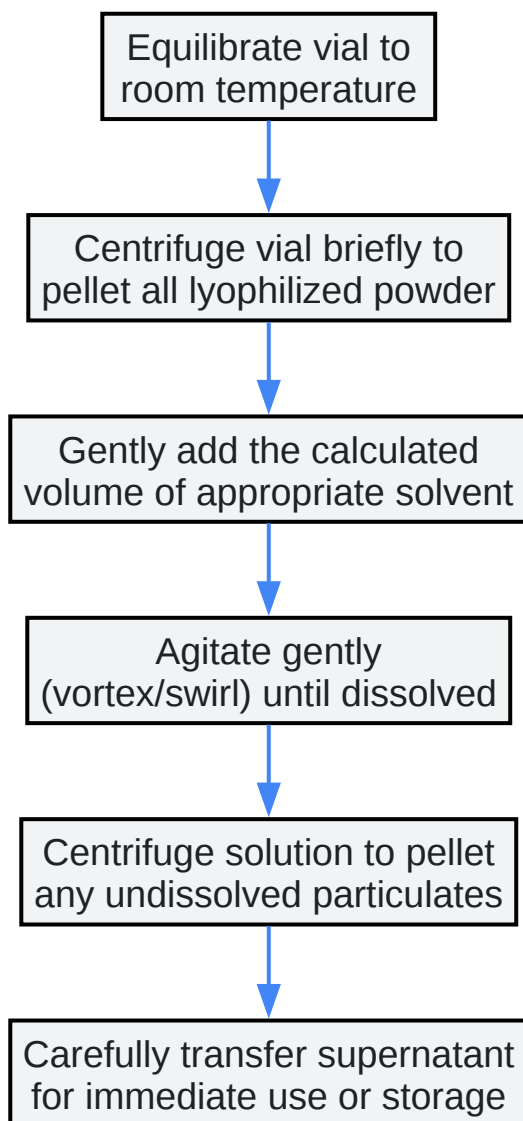 Equilibrate vial to
room temperature
Centrifuge vial briefly to
pellet all lyophilized powder
Gently add the calculated
volume of appropriate solvent
Agitate gently
(vortex/swirl) until dissolved
Centrifuge solution to pellet
any undissolved particulates
Carefully transfer supernatant
for immediate use or storage